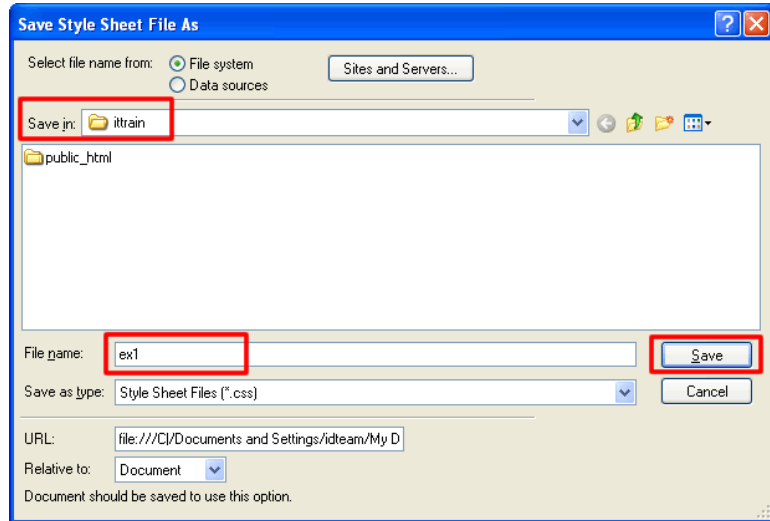 Save Style Sheet File As
Select file name from: File system Sites and Servers...
Data sources
Save in: ittrain
public_html
File name: ex1 Save
Save as type: Style Sheet Files (*.css) Cancel
URL: file:///C|/Documents and Settings/idteam/My D
Relative to: Document
Document should be saved to use this option.